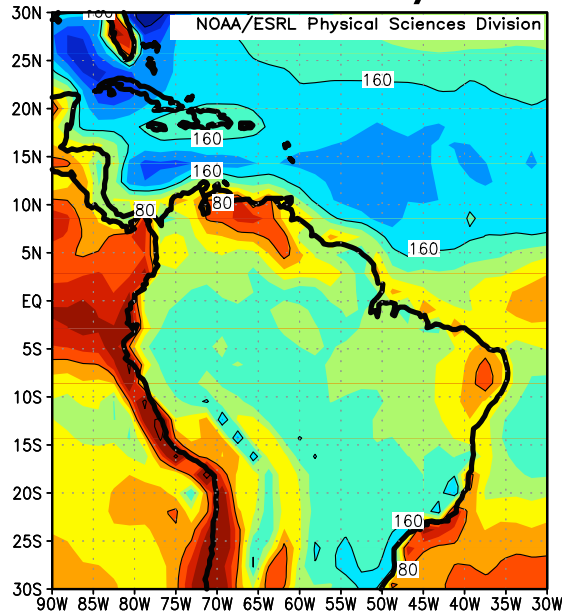 30N
NOAA/ESRL Physical Sciences Division
25N
160
20N
160
15N
160
80
80
10N
160
5N
EQ
5S
10S
15S
20S
160
25S
80
30S
90W 85W 80W 75W 70W 65W 60W 55W 50W 45W 40W 35W 30W